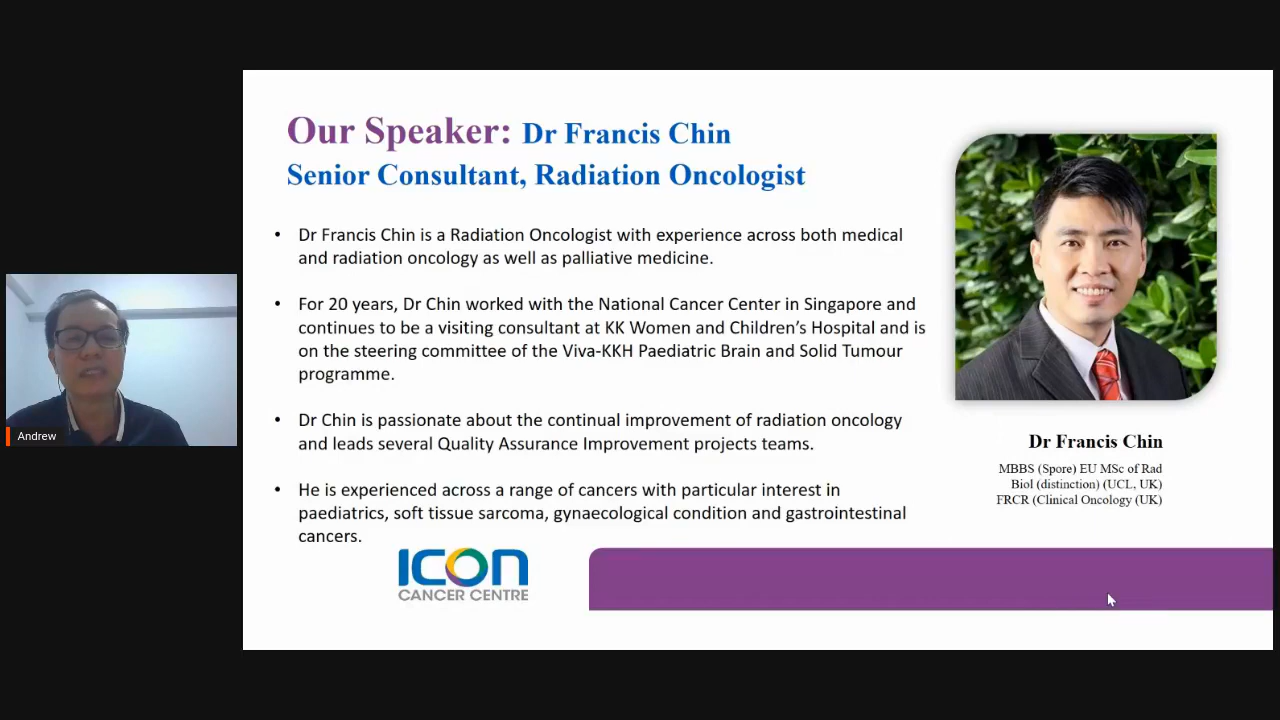 Our Speaker: Dr Francis Chin
Senior Consultant, Radiation Oncologist
• Dr Francis Chin is a Radiation Oncologist with experience across both medical
and radiation oncology as well as palliative medicine.
• For 20 years, Dr Chin worked with the National Cancer Center in Singapore and
continues to be a visiting consultant at KK Women and Children's Hospital and is
on the steering committee of the Viva-KKH Paediatric Brain and Solid Tumour
programme.
• Dr Chin is passionate about the continual improvement of radiation oncology
and leads several Quality Assurance Improvement projects teams.
• He is experienced across a range of cancers with particular interest in
paediatrics, soft tissue sarcoma, gynaecological condition and gastrointestinal
cancers.
Dr Francis Chin
MBBS (Spore) EU MSc of Rad
Biol (distinction) (UCL, UK)
FRCR (Clinical Oncology (UK)
ICON
CANCER CENTRE
Andrew